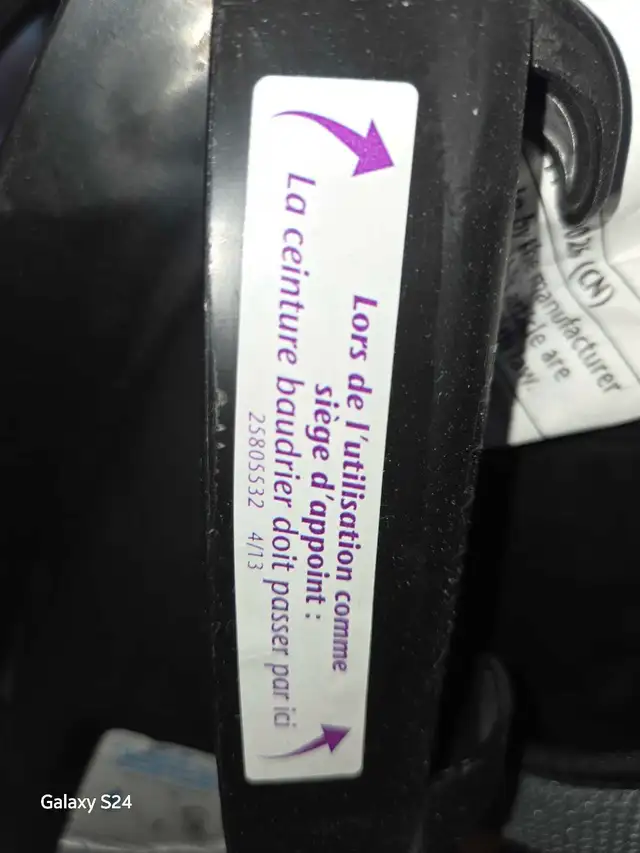 Lors de l'utilisation comme
siège d'appoint :
La ceinture baudrier doit passer par ici
25805532 4/13
(CN)
manufacturer
are
Galaxy S24